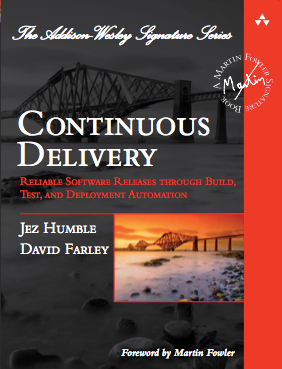 The Addison-Wesley Signature Series
A MARTIN FOWLER SIGNATURE BOOK
Martin
CONTINUOUS
DELIVERY
RELIABLE SOFTWARE RELEASES THROUGH BUILD,
TEST, AND DEPLOYMENT AUTOMATION
JEZ HUMBLE
DAVID FARLEY
Foreword by Martin Fowler